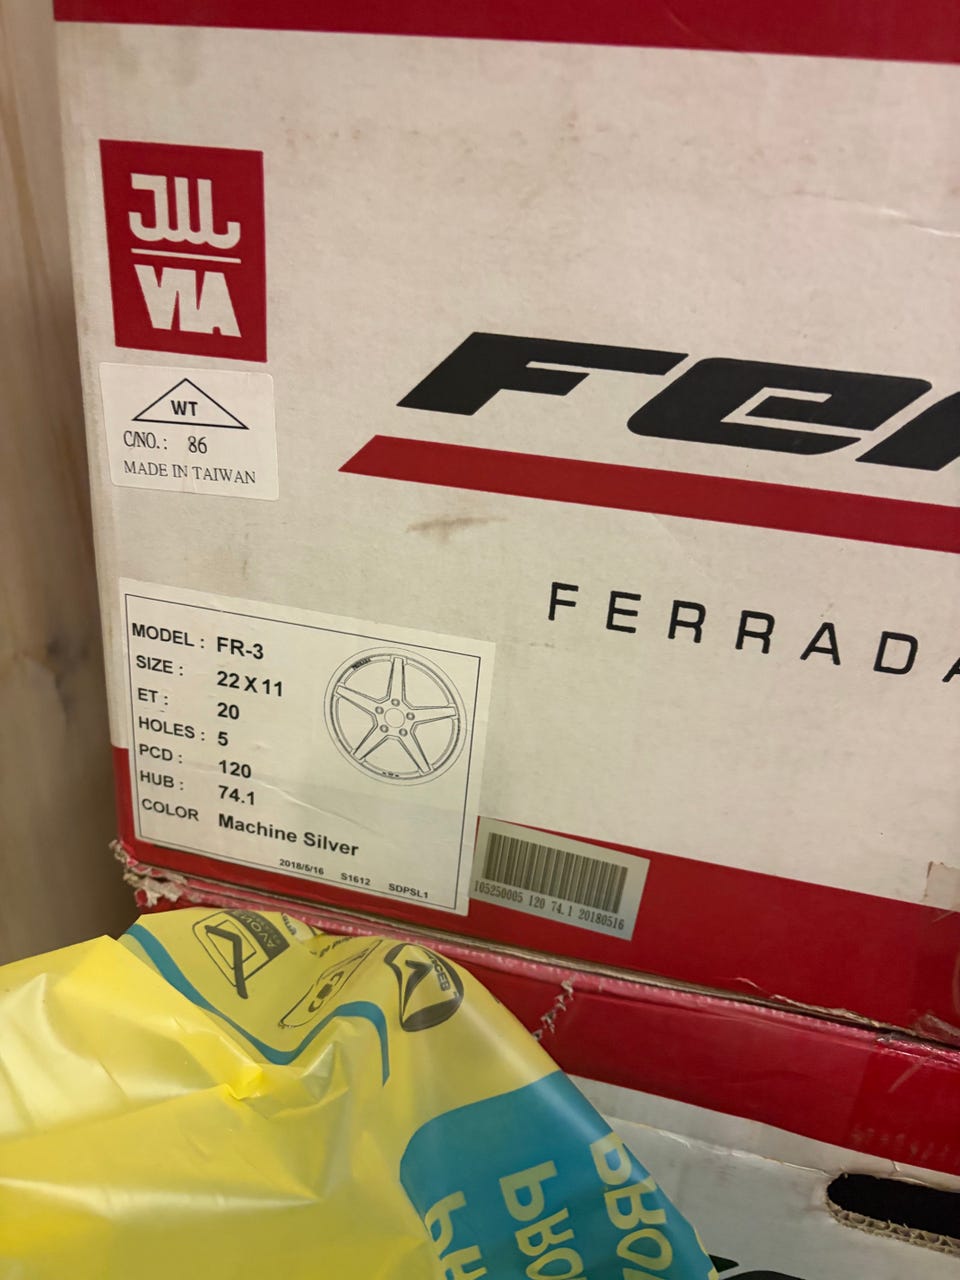 JWL
VIA
WT
C/NO.: 86
MADE IN TAIWAN
FERRADA
MODEL : FR-3
SIZE : 22 X 11
ET : 20
HOLES : 5
PCD : 120
HUB : 74.1
COLOR Machine Silver
2018/5/16 S1612 SDPSL1
105250005 120 74.1 20180516